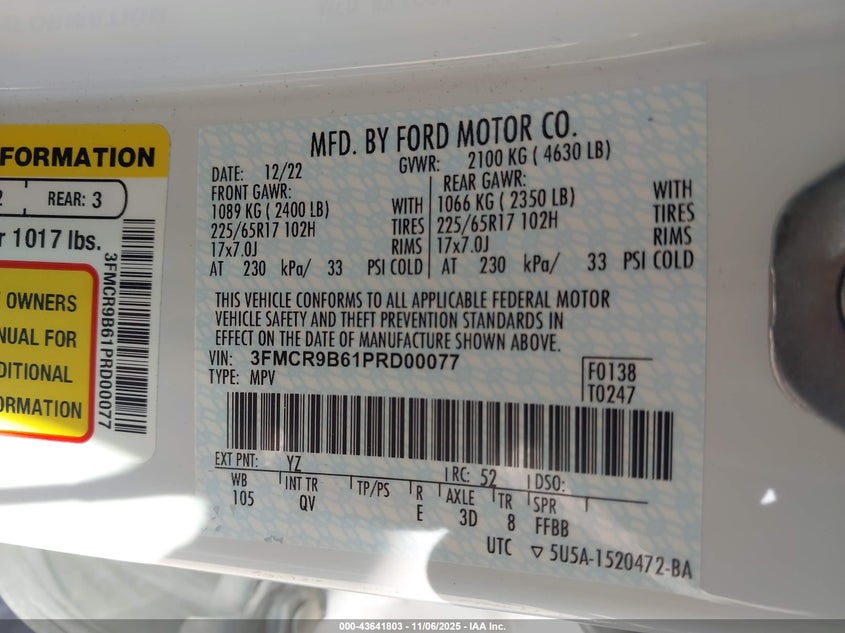 FORMATION
2 REAR: 3
r 1017 lbs.
3FMCR9B61PRD00077
OWNERS
NUAL FOR
DITIONAL
ORMATION
MFD. BY FORD MOTOR CO.
DATE: 12/22 GVWR: 2100 KG ( 4630 LB)
FRONT GAWR: REAR GAWR:
1089 KG ( 2400 LB) WITH 1066 KG ( 2350 LB) WITH
225/65R17 102H TIRES 225/65R17 102H TIRES
17x7.0J RIMS 17x7.0J RIMS
AT 230 kPa/ 33 PSI COLD AT 230 kPa/ 33 PSI COLD
THIS VEHICLE CONFORMS TO ALL APPLICABLE FEDERAL MOTOR
VEHICLE SAFETY AND THEFT PREVENTION STANDARDS IN
EFFECT ON THE DATE OF MANUFACTURE SHOWN ABOVE.
VIN: 3FMCR9B61PRD00077
TYPE: MPV
F0138
T0247
EXT PNT: YZ RC: 52 DSO:
WB INT TR TP/PS R AXLE TR SPR
105 QV E 3D 8 FFBB
UTC ▽ 5U5A-1520472-BA
000-43641803 - 11/06/2025 - IAA Inc.